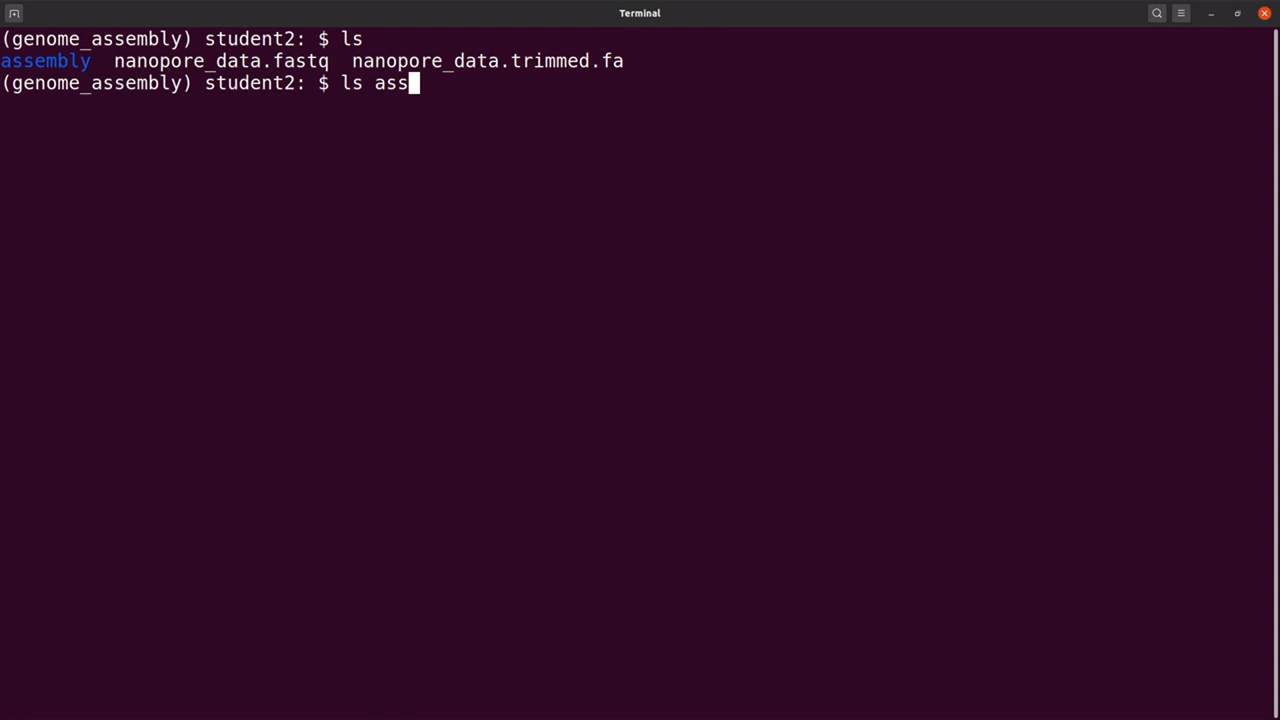 Terminal
(genome_assembly) student2: $ ls
assembly  nanopore_data.fastq  nanopore_data.trimmed.fa
(genome_assembly) student2: $ ls ass